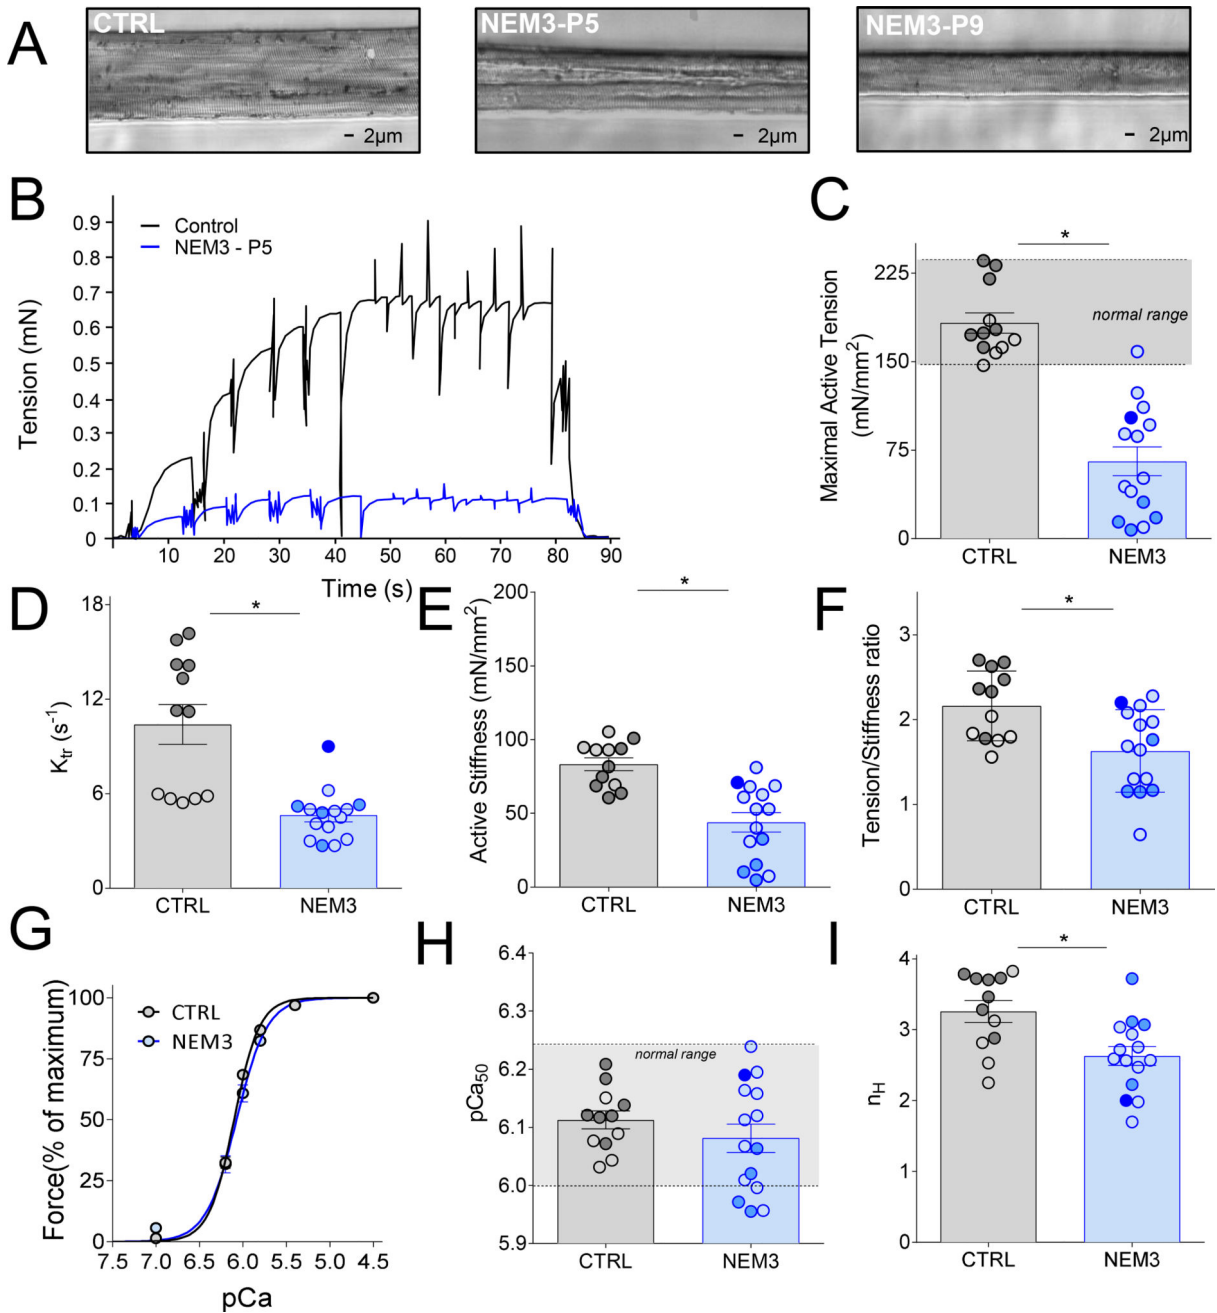 A
CTRL
2µm
NEM3-P5
2µm
NEM3-P9
2µm
B
Tension (mN)
0.9
0.8
0.7
0.6
0.5
0.4
0.3
0.2
0.1
0
Control
NEM3 - P5
10 20 30 40 50 60 70 80 90
Time (s)
C
Maximal Active Tension
(mN/mm²)
225
150
75
0
*
normal range
CTRL NEM3
D
Ktr (s⁻¹)
18
12
6
0
*
CTRL NEM3
E
Active Stiffness (mN/mm²)
200
150
100
50
0
*
CTRL NEM3
F
Tension/Stiffness ratio
3
2
1
0
*
CTRL NEM3
G
Force(% of maximum)
100
75
50
25
0
CTRL
NEM3
7.5 7.0 6.5 6.0 5.5 5.0 4.5
pCa
H
pCa50
6.4
6.3
6.2
6.1
6.0
5.9
normal range
CTRL NEM3
I
nH
4
3
2
1
0
*
CTRL NEM3